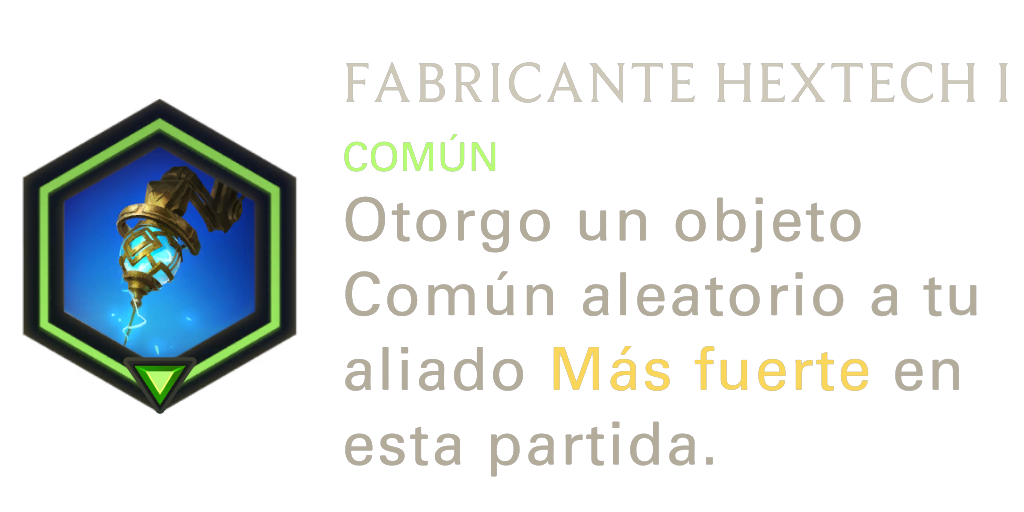 FABRICANTE HEXTECH I
COMÚN
Otorgo un objeto
Común aleatorio a tu
aliado Más fuerte en
esta partida.